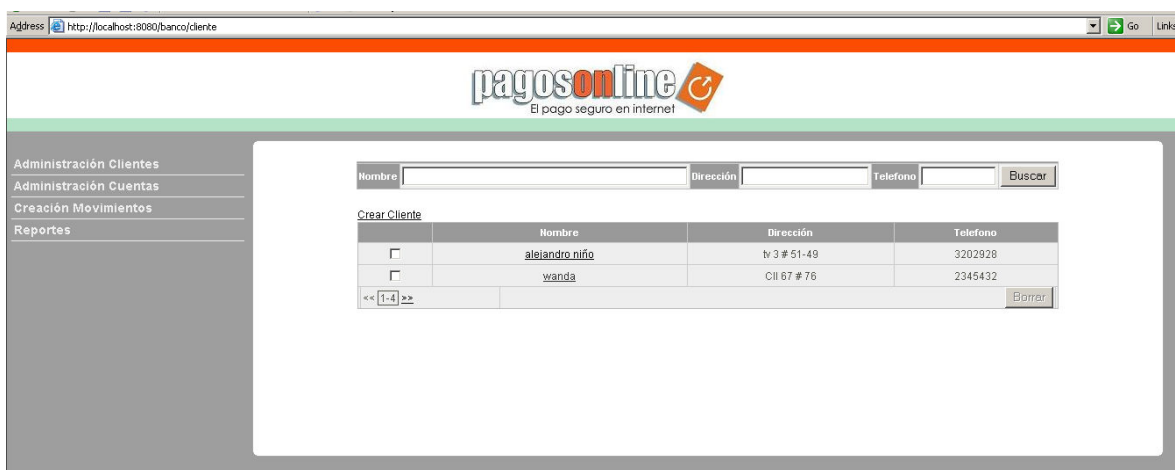 Address http://localhost:8080/banco/cliente Go Links
pagosonline
El pago seguro en internet
Administración Clientes
Administración Cuentas
Creación Movimientos
Reportes
Nombre Dirección Telefono Buscar
Crear Cliente
Nombre Dirección Telefono
alejandro niño tv 3 # 51-49 3202928
wanda Cll 67 # 76 2345432
<< 1-4 >> Borrar